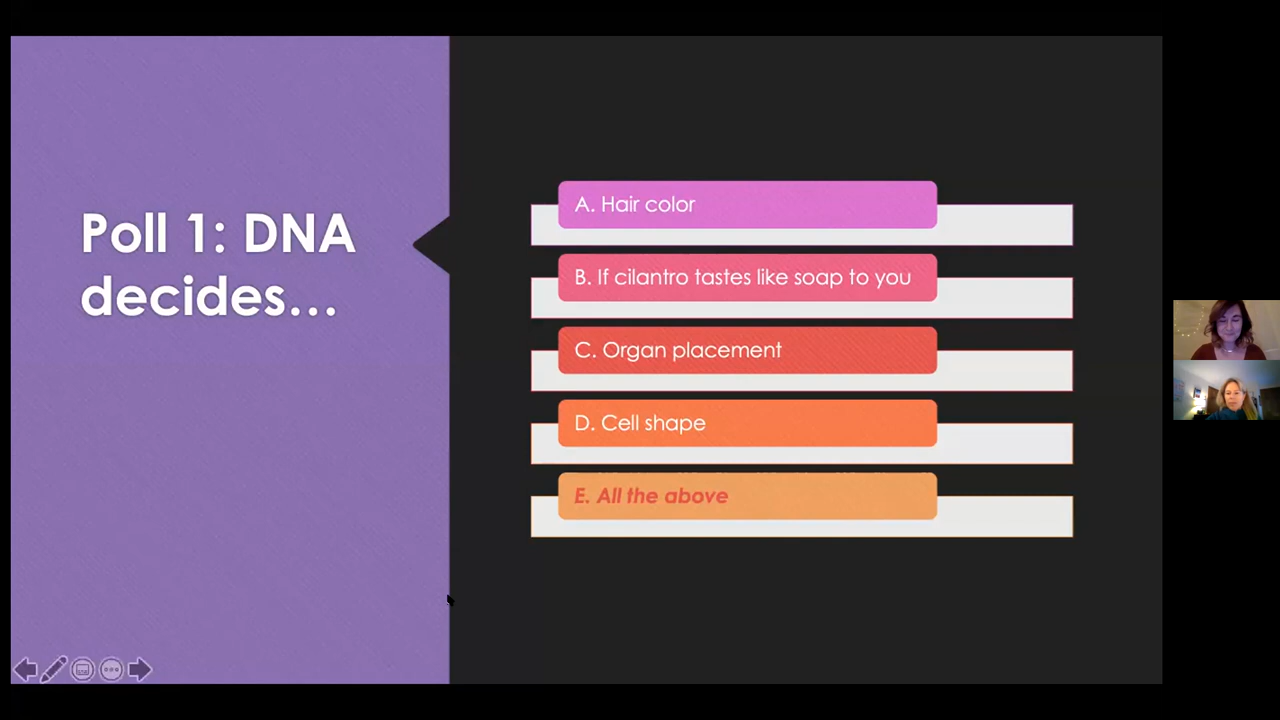 Poll 1: DNA
decides...
A. Hair color
B. If cilantro tastes like soap to you
C. Organ placement
D. Cell shape
E. All the above